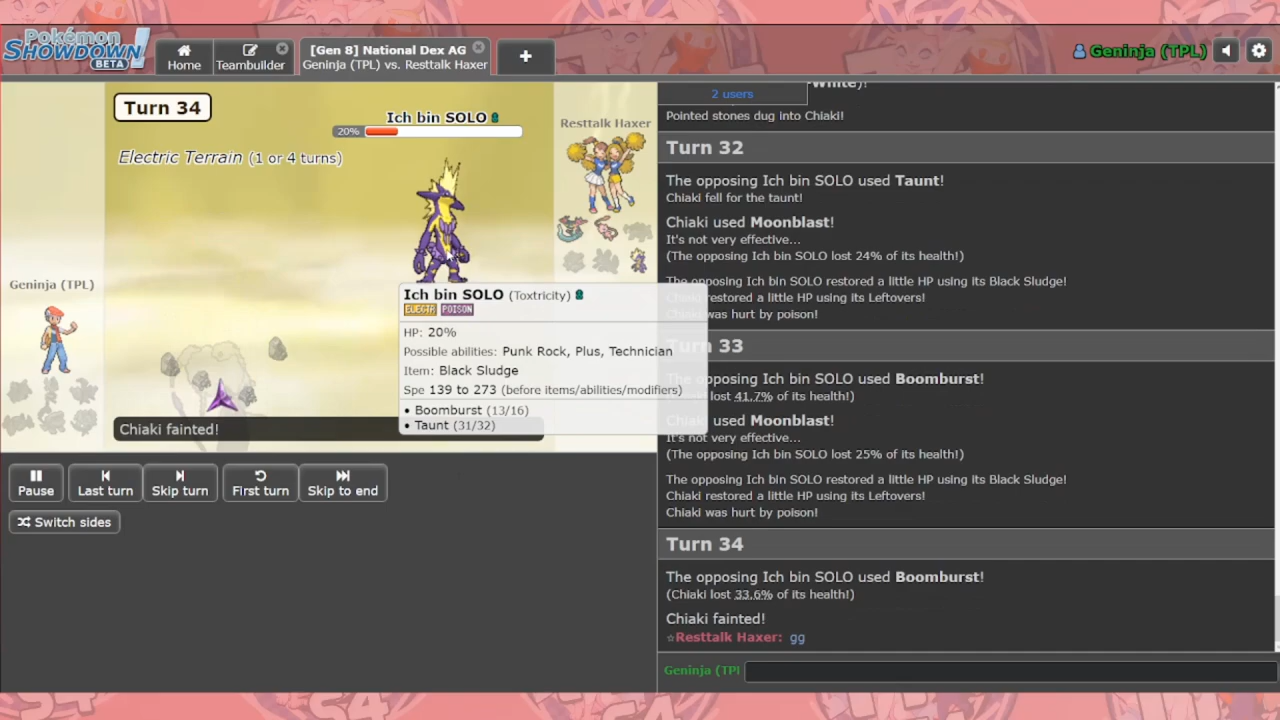 Pokémon
SHOWDOWN!
BETA
Home
Teambuilder
[Gen 8] National Dex AG
Geninja (TPL) vs. Resttalk Haxer
+
Geninja (TPL)
Turn 34
Electric Terrain (1 or 4 turns)
Ich bin SOLO
20%
Resttalk Haxer
Geninja (TPL)
Ich bin SOLO (Toxtricity)
ELECTR POISON
HP: 20%
Possible abilities: Punk Rock, Plus, Technician
Item: Black Sludge
Spe 139 to 273 (before items/abilities/modifiers)
• Boomburst (13/16)
• Taunt (31/32)
Chiaki fainted!
Pause
Last turn
Skip turn
First turn
Skip to end
Switch sides
2 users
White)!
Pointed stones dug into Chiaki!
Turn 32
The opposing Ich bin SOLO used Taunt!
Chiaki fell for the taunt!
Chiaki used Moonblast!
It's not very effective...
(The opposing Ich bin SOLO lost 24% of its health!)
The opposing Ich bin SOLO restored a little HP using its Black Sludge!
Chiaki restored a little HP using its Leftovers!
Chiaki was hurt by poison!
Turn 33
The opposing Ich bin SOLO used Boomburst!
lost 41.7% of its health!)
Chiaki used Moonblast!
It's not very effective...
(The opposing Ich bin SOLO lost 25% of its health!)
The opposing Ich bin SOLO restored a little HP using its Black Sludge!
Chiaki restored a little HP using its Leftovers!
Chiaki was hurt by poison!
Turn 34
The opposing Ich bin SOLO used Boomburst!
(Chiaki lost 33.6% of its health!)
Chiaki fainted!
☆Resttalk Haxer: gg
Geninja (TPl